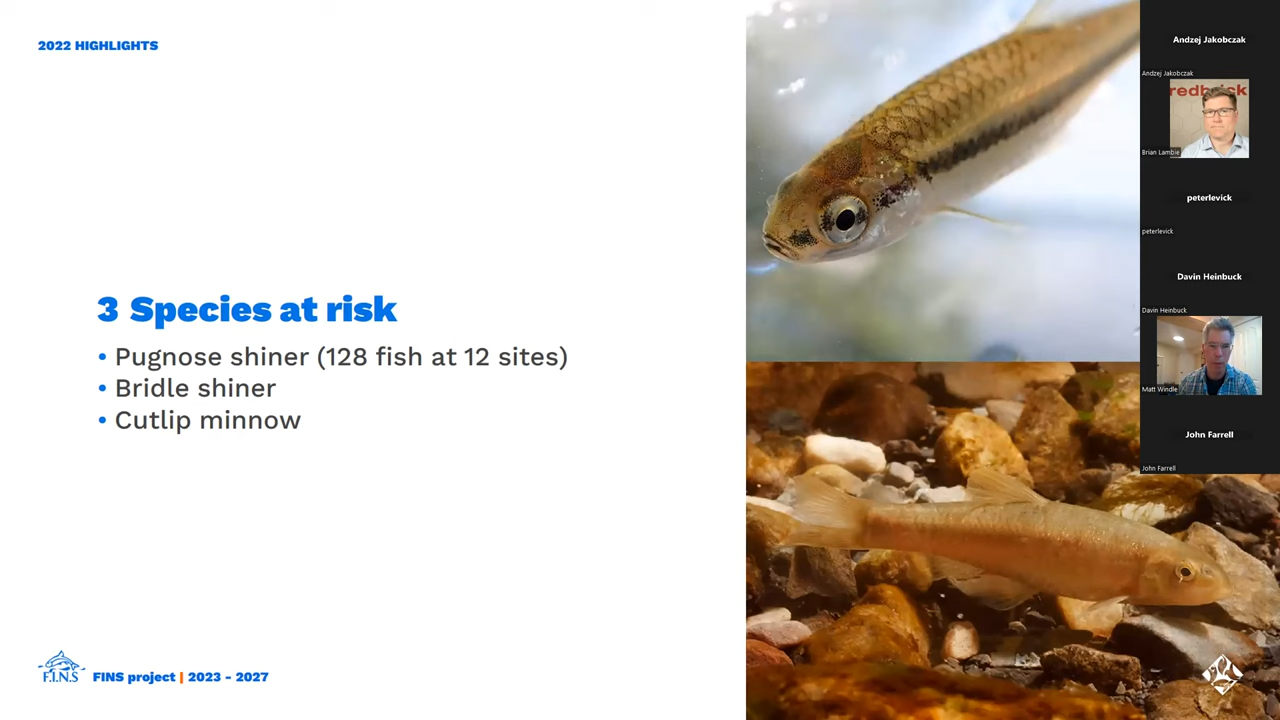 2022 HIGHLIGHTS
3 Species at risk
• Pugnose shiner (128 fish at 12 sites)
• Bridle shiner
• Cutlip minnow
F.I.N.S
FINS project | 2023 - 2027
Andzej Jakobczak
Andzej Jakobczak
redbrick
Brian Lambie
peterlevick
peterlevick
Davin Heinbuck
Davin Heinbuck
Matt Windle
John Farrell
John Farrell